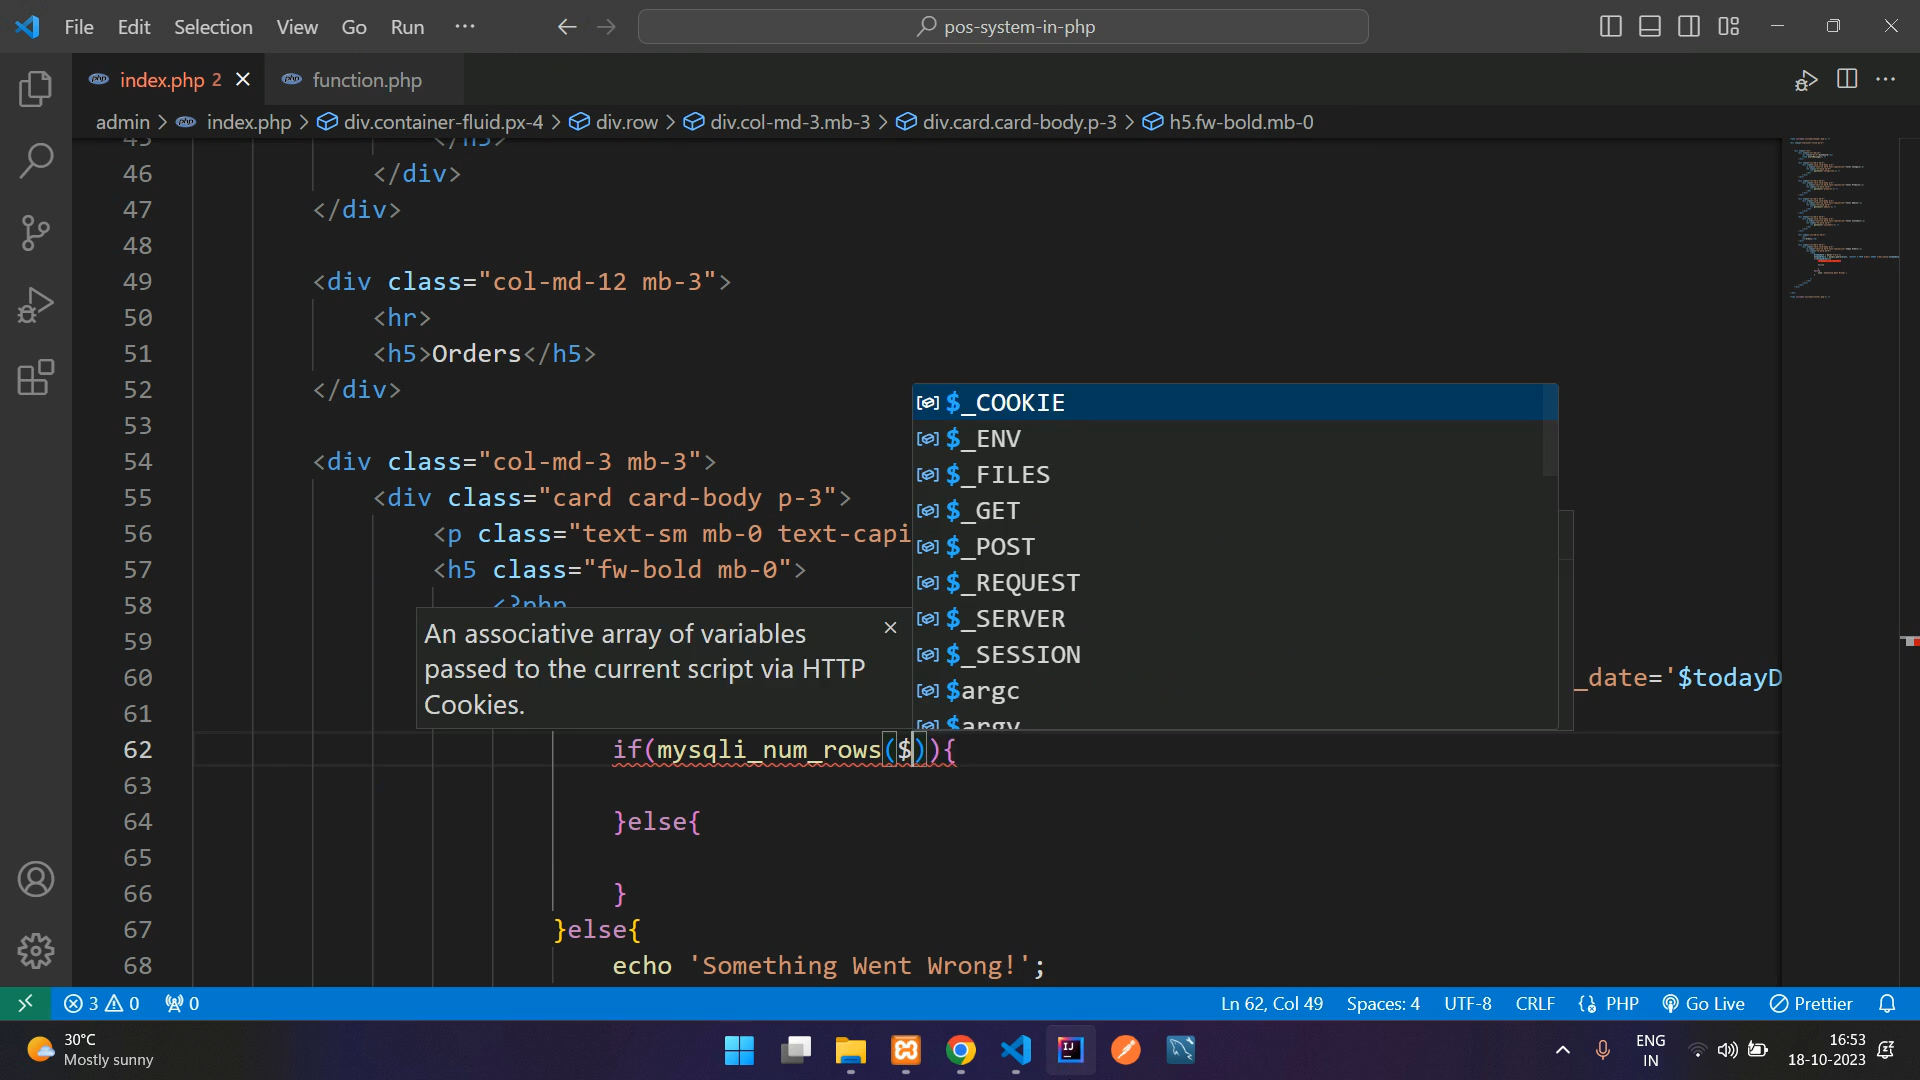 File Edit Selection View Go Run ··· pos-system-in-php
index.php 2 function.php
admin > index.php > div.container-fluid.px-4 > div.row > div.col-md-3.mb-3 > div.card.card-body.p-3 > h5.fw-bold.mb-0
45 </h5>
46 </div>
47 </div>
48
49 <div class="col-md-12 mb-3">
50 <hr>
51 <h5>Orders</h5>
52 </div>
53
54 <div class="col-md-3 mb-3">
55 <div class="card card-body p-3">
56 <p class="text-sm mb-0 text-capi
57 <h5 class="fw-bold mb-0">
58 <?php
59
60 _date='$todayD
61
62 if(mysqli_num_rows($)){
63
64 }else{
65
66 }
67 }else{
68 echo 'Something Went Wrong!';
$_COOKIE
$_ENV
$_FILES
$_GET
$_POST
$_REQUEST
$_SERVER
$_SESSION
$argc
$argv
An associative array of variables
passed to the current script via HTTP
Cookies.
3 0 0 Ln 62, Col 49 Spaces: 4 UTF-8 CRLF PHP Go Live Prettier
30°C
Mostly sunny
ENG
IN
16:53
18-10-2023